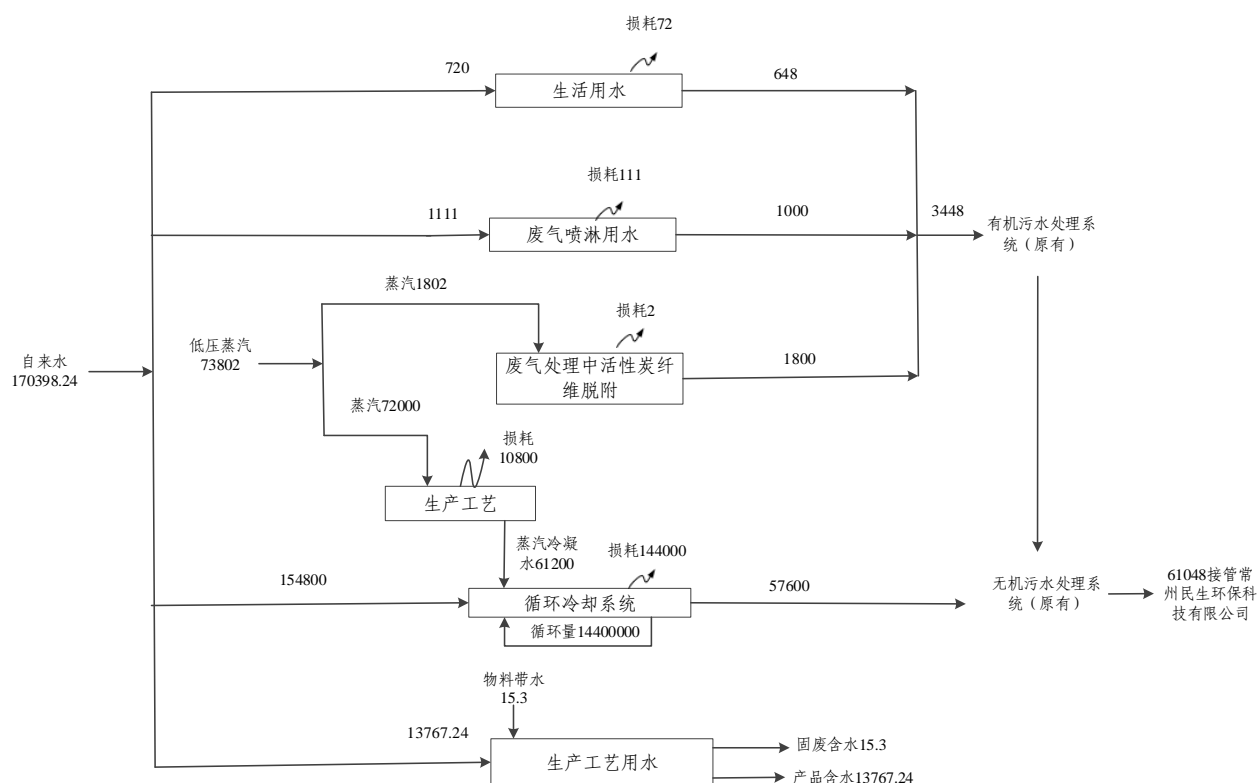 损耗72
720
生活用水
648
损耗111
1111
废气喷淋用水
1000
3448
有机污水处理系
统（原有）
蒸汽1802
损耗2
自来水
170398.24
低压蒸汽
73802
废气处理中活性炭纤
维脱附
1800
蒸汽72000
损耗
10800
生产工艺
蒸汽冷凝
水61200
损耗144000
154800
循环冷却系统
57600
循环量14400000
无机污水处理系
统（原有）
61048接管常
州民生环保科
技有限公司
物料带水
15.3
13767.24
生产工艺用水
固废含水15.3
产品含水13767.24